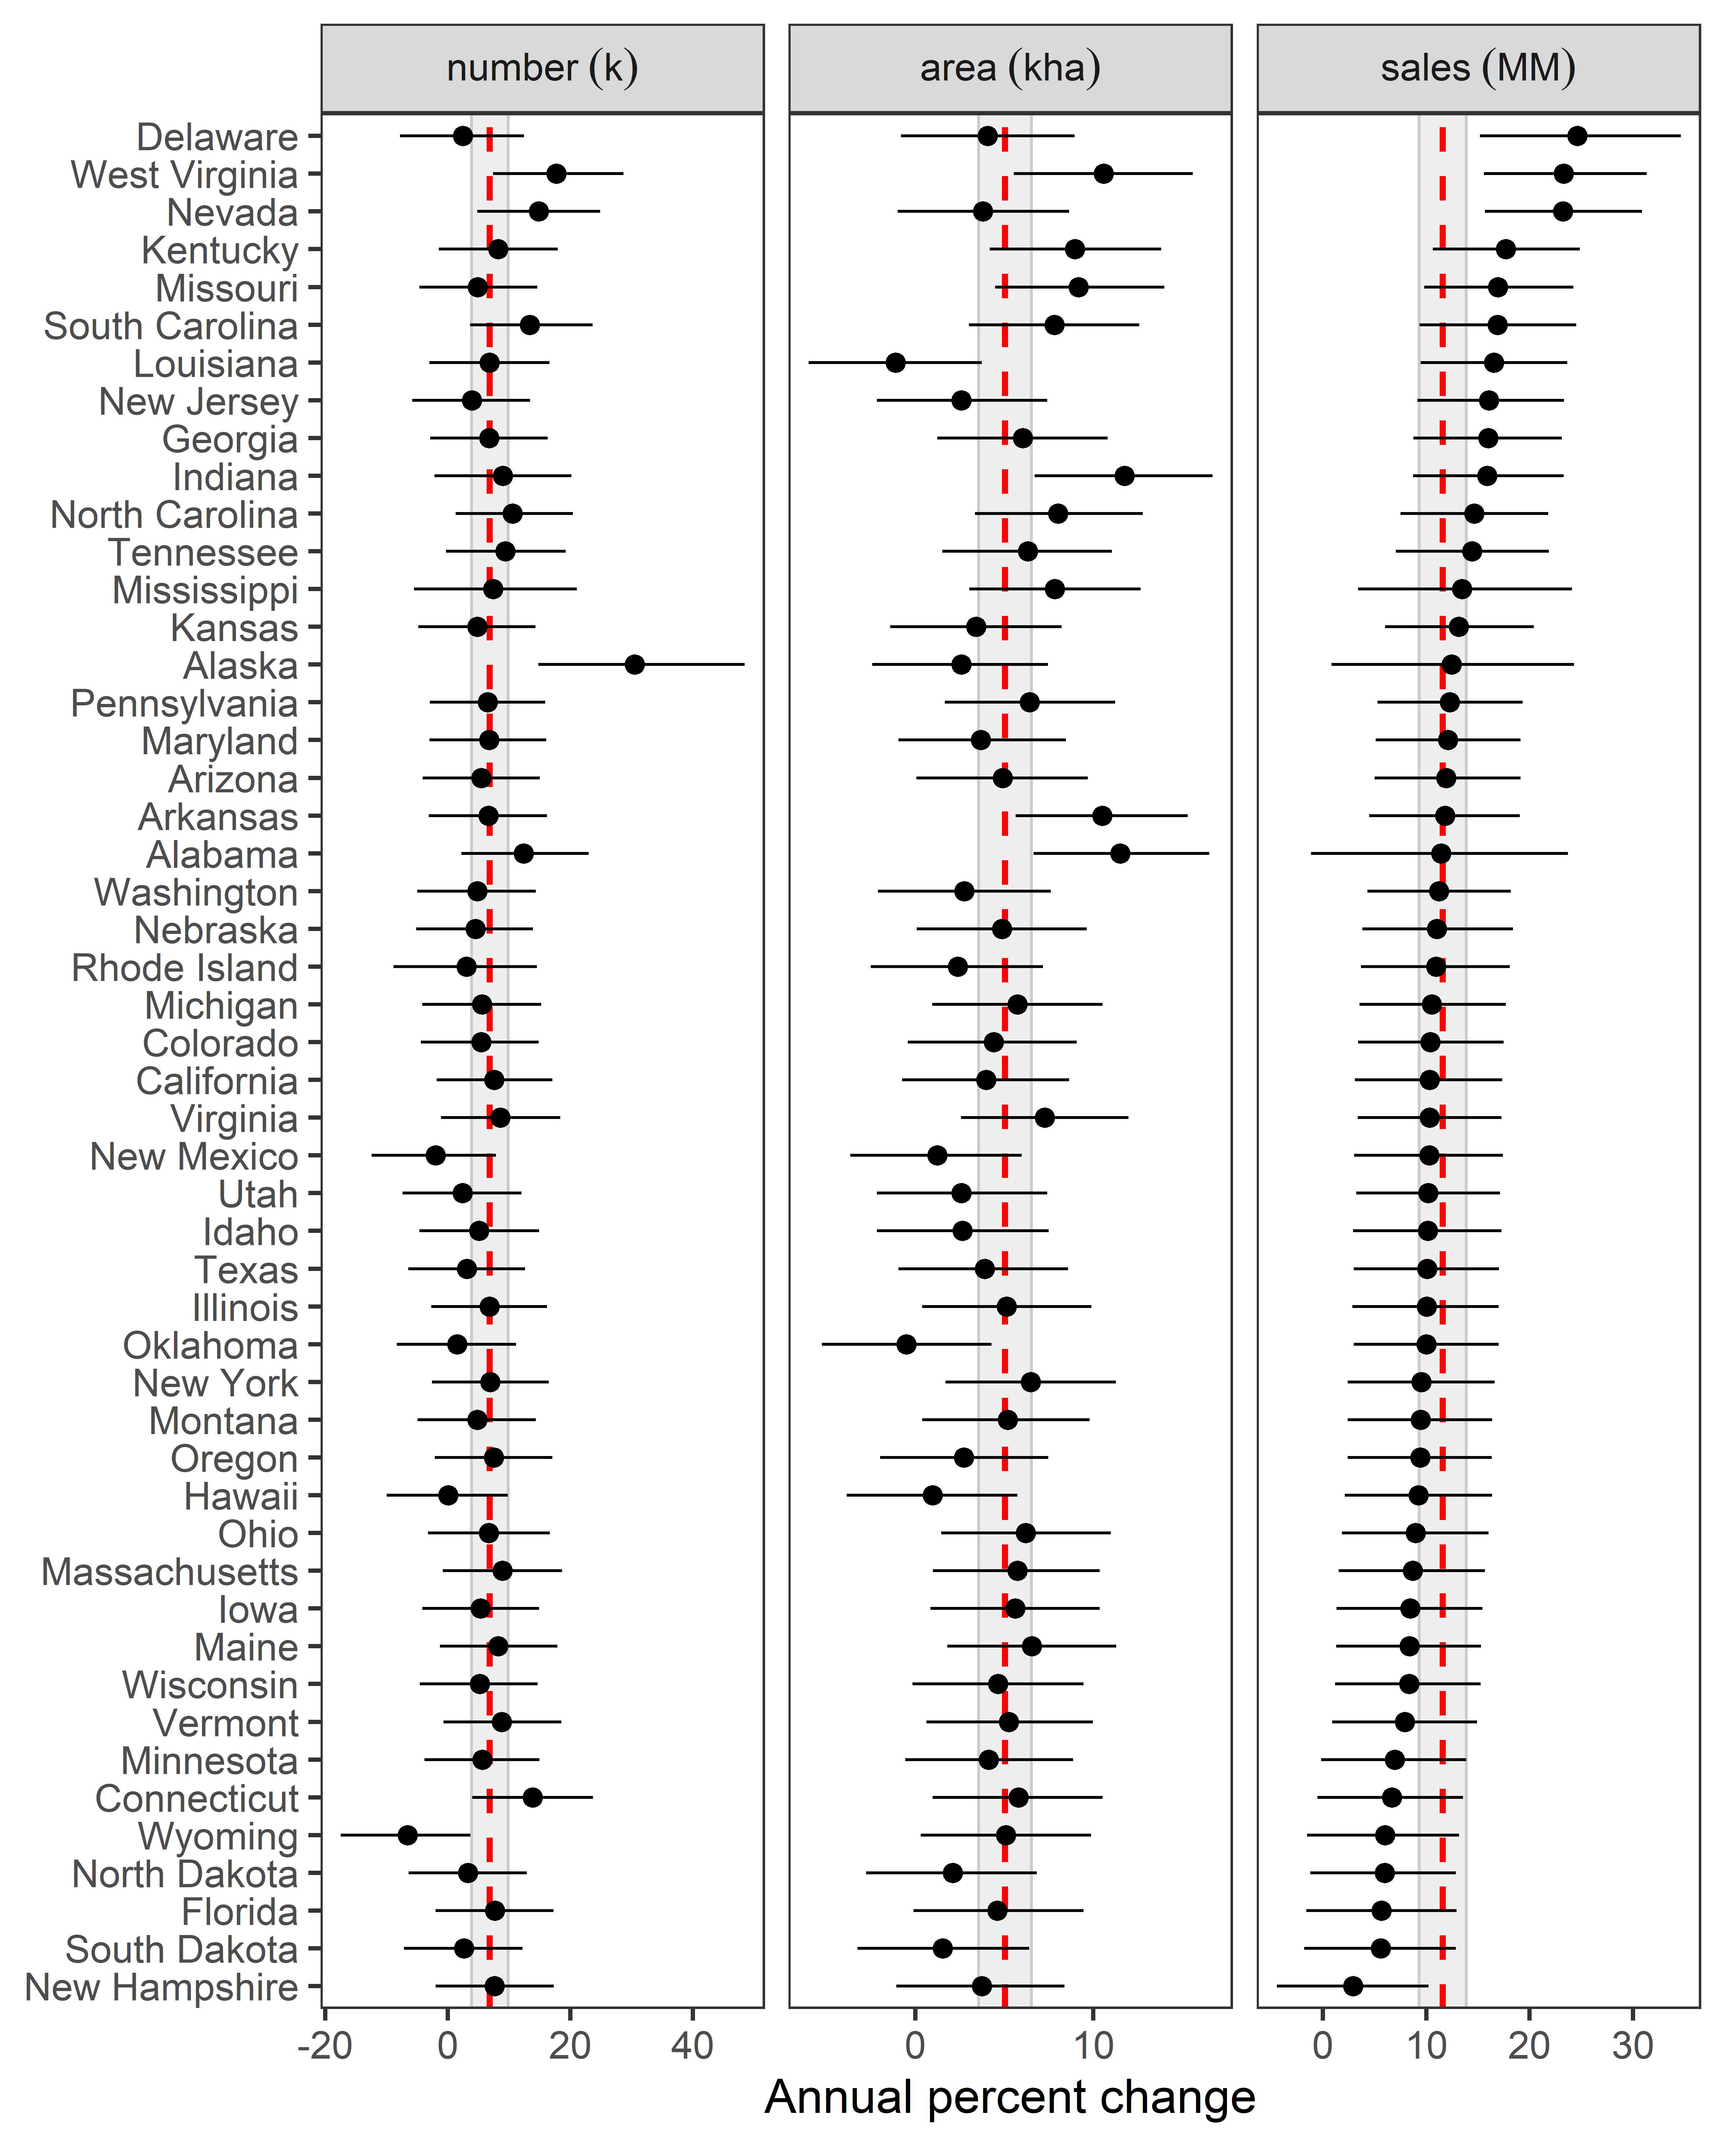 number (k) area (kha) sales (MM)
Delaware
West Virginia
Nevada
Kentucky
Missouri
South Carolina
Louisiana
New Jersey
Georgia
Indiana
North Carolina
Tennessee
Mississippi
Kansas
Alaska
Pennsylvania
Maryland
Arizona
Arkansas
Alabama
Washington
Nebraska
Rhode Island
Michigan
Colorado
California
Virginia
New Mexico
Utah
Idaho
Texas
Illinois
Oklahoma
New York
Montana
Oregon
Hawaii
Ohio
Massachusetts
Iowa
Maine
Wisconsin
Vermont
Minnesota
Connecticut
Wyoming
North Dakota
Florida
South Dakota
New Hampshire
-20 0 20 40 0 10 0 10 20 30
Annual percent change